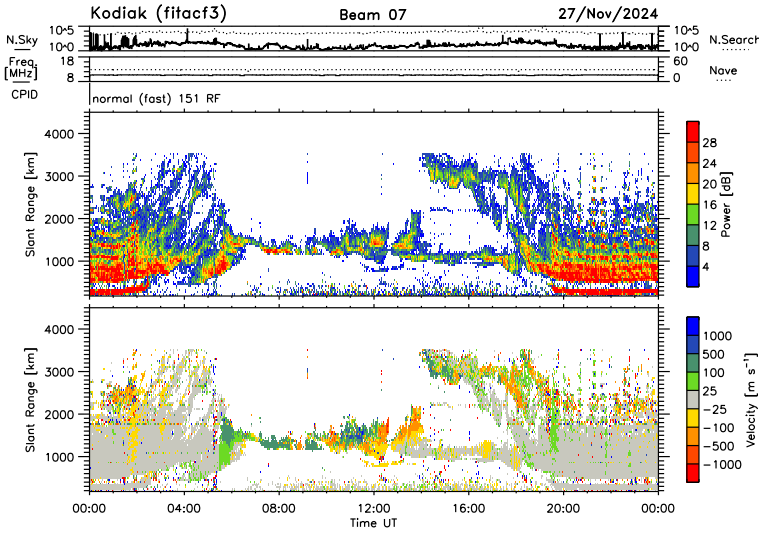 Kodiak (fitacf3) Beam 07 27/Nov/2024
N.Sky 10^5 10^0 10^5 10^0 N.Search
Freq. [MHz] 18 8 60 0 Nave
CPID normal (fast) 151 RF
Slant Range [km]
4000
3000
2000
1000
Power [dB]
28
24
20
16
12
8
4
Slant Range [km]
4000
3000
2000
1000
Velocity [m s^-1]
1000
500
100
25
-25
-100
-500
-1000
00:00 04:00 08:00 12:00 16:00 20:00 00:00
Time UT